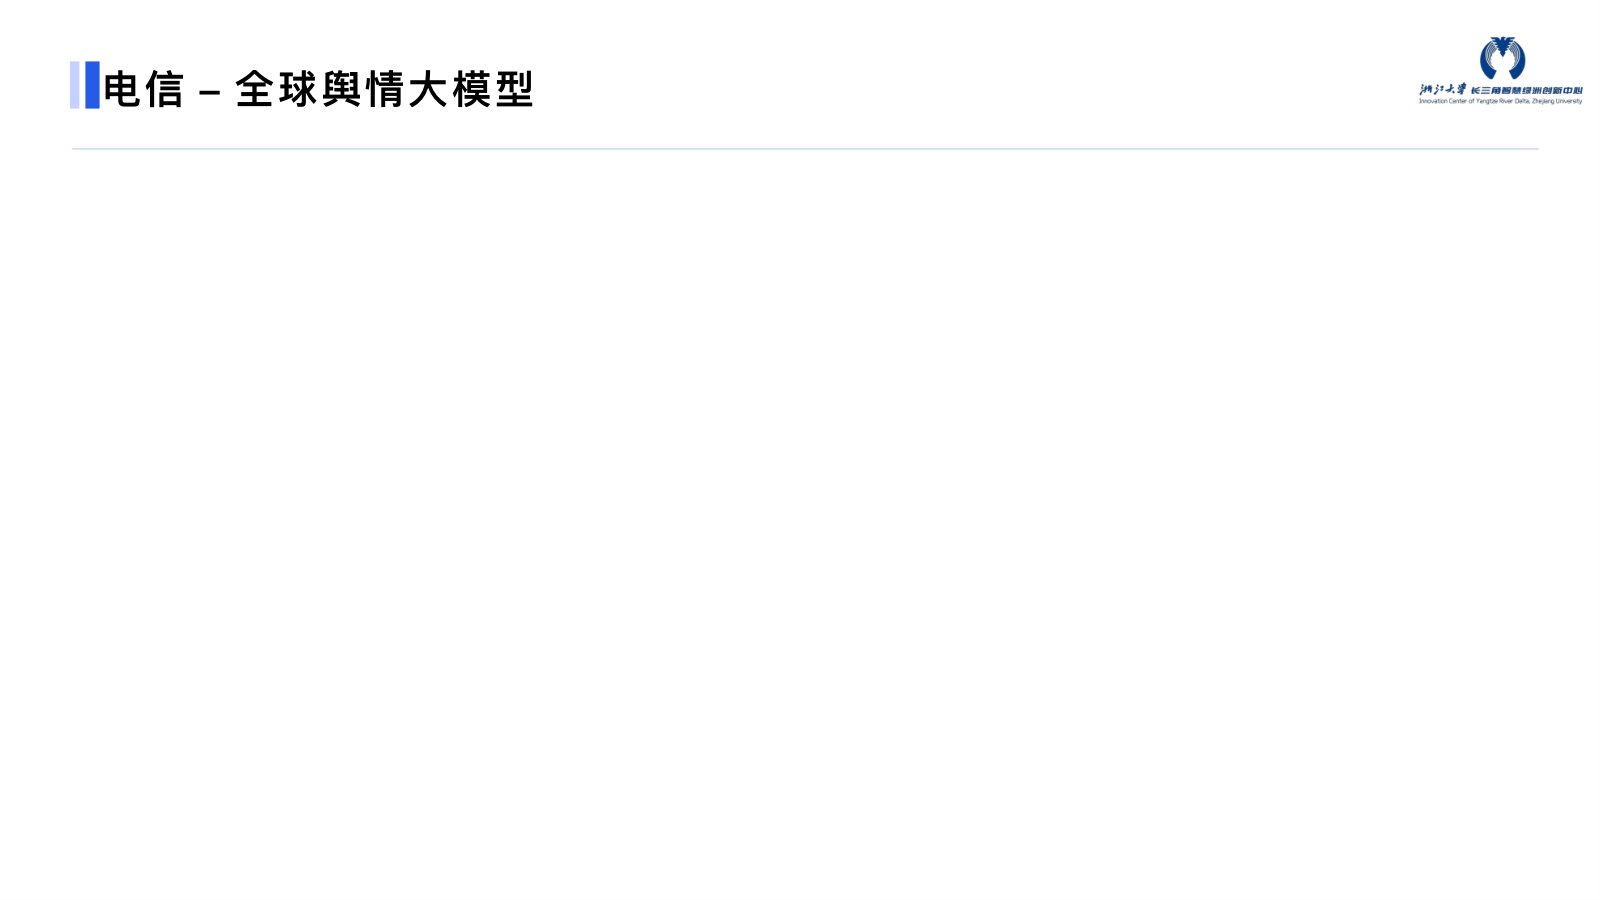 电信 – 全球舆情大模型
浙江大学 长三角智慧绿洲创新中心
Innovation Center of Yangtze River Delta, Zhejiang University